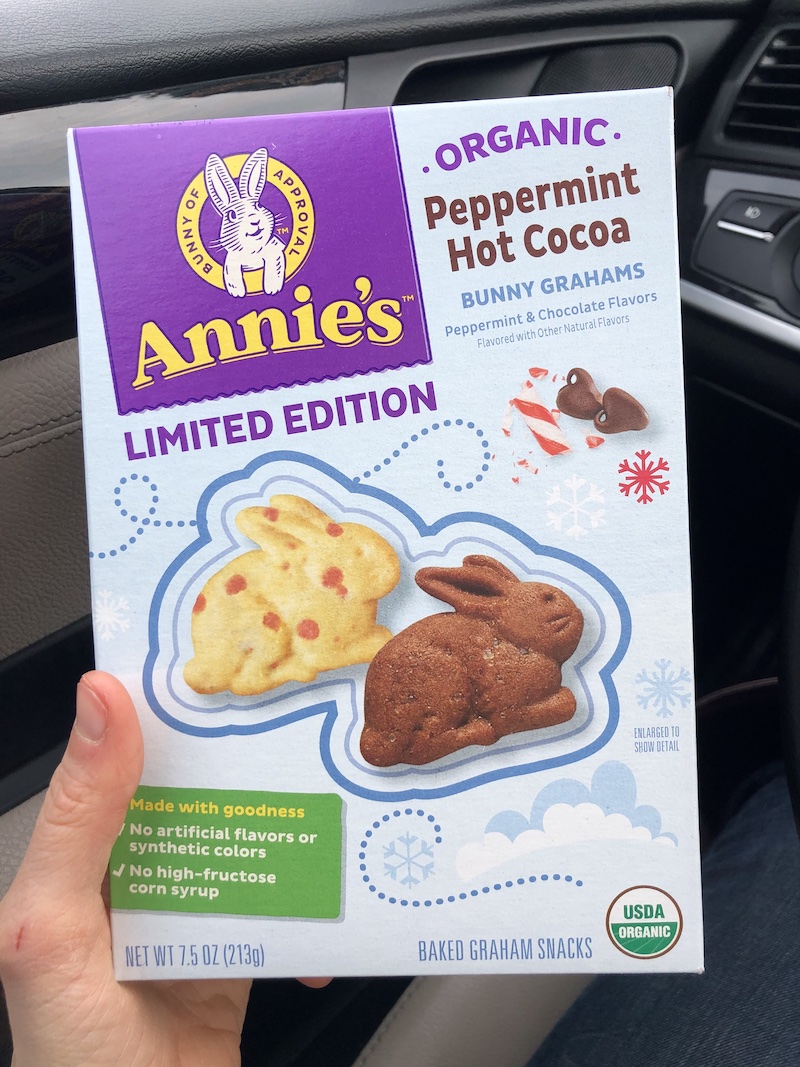 BUNNY OF APPROVAL
TM
Annie's™
LIMITED EDITION
• ORGANIC •
Peppermint
Hot Cocoa
BUNNY GRAHAMS
Peppermint & Chocolate Flavors
Flavored with Other Natural Flavors
ENLARGED TO
SHOW DETAIL
Made with goodness
✓ No artificial flavors or
synthetic colors
✓ No high-fructose
corn syrup
NET WT 7.5 OZ (213g)
BAKED GRAHAM SNACKS
USDA
ORGANIC